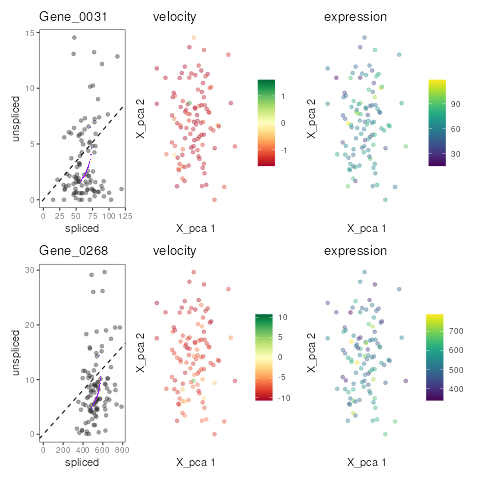 Gene_0031 velocity expression
15
10
5
0
unspliced
0 25 50 75 100 125
spliced
X_pca 2
X_pca 1
1
0
-1
X_pca 2
X_pca 1
90
60
30
Gene_0268 velocity expression
30
20
10
0
unspliced
0 200 400 600 800
spliced
X_pca 2
X_pca 1
10
5
0
-5
-10
X_pca 2
X_pca 1
700
600
500
400